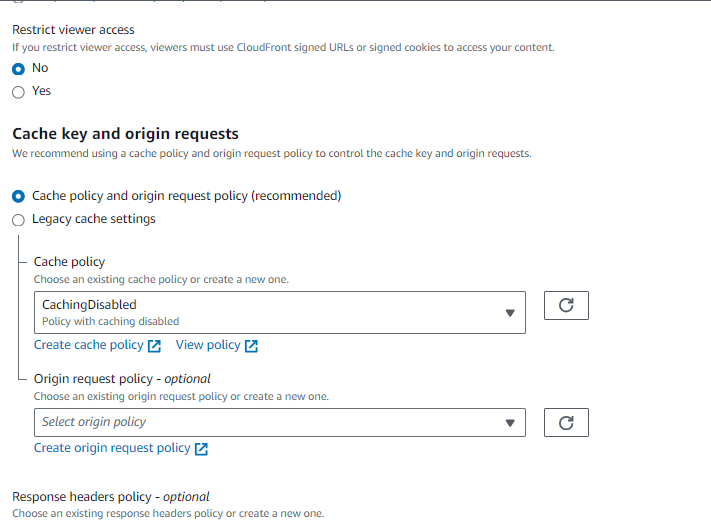 Restrict viewer access
If you restrict viewer access, viewers must use CloudFront signed URLs or signed cookies to access your content.
No
Yes
Cache key and origin requests
We recommend using a cache policy and origin request policy to control the cache key and origin requests.
Cache policy and origin request policy (recommended)
Legacy cache settings
Cache policy
Choose an existing cache policy or create a new one.
CachingDisabled
Policy with caching disabled
Create cache policy View policy
Origin request policy - optional
Choose an existing origin request policy or create a new one.
Select origin policy
Create origin request policy
Response headers policy - optional
Choose an existing response headers policy or create a new one.